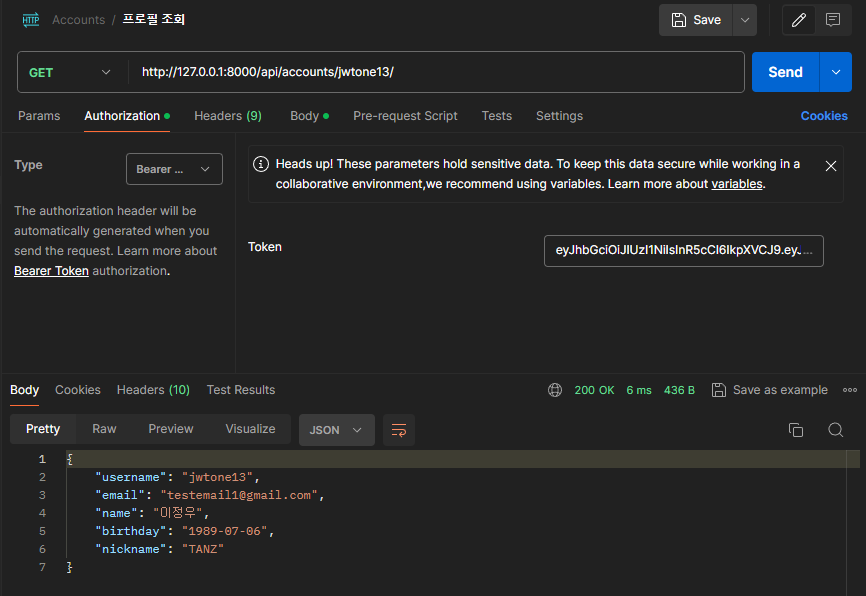 HTTP Accounts / 프로필 조회 Save
GET http://127.0.0.1:8000/api/accounts/jwtone13/ Send
Params Authorization Headers (9) Body Pre-request Script Tests Settings Cookies
Type Bearer ...
The authorization header will be
automatically generated when you
send the request. Learn more about
Bearer Token authorization.
Heads up! These parameters hold sensitive data. To keep this data secure while working in a
collaborative environment,we recommend using variables. Learn more about variables.
Token eyJhbGciOiJIUzI1NiIsInR5cCI6IkpXVCJ9.eyJ...
Body Cookies Headers (10) Test Results 200 OK 6 ms 436 B Save as example
Pretty Raw Preview Visualize JSON
1 {
2 "username": "jwtone13",
3 "email": "testemail1@gmail.com",
4 "name": "이정우",
5 "birthday": "1989-07-06",
6 "nickname": "TANZ"
7 }